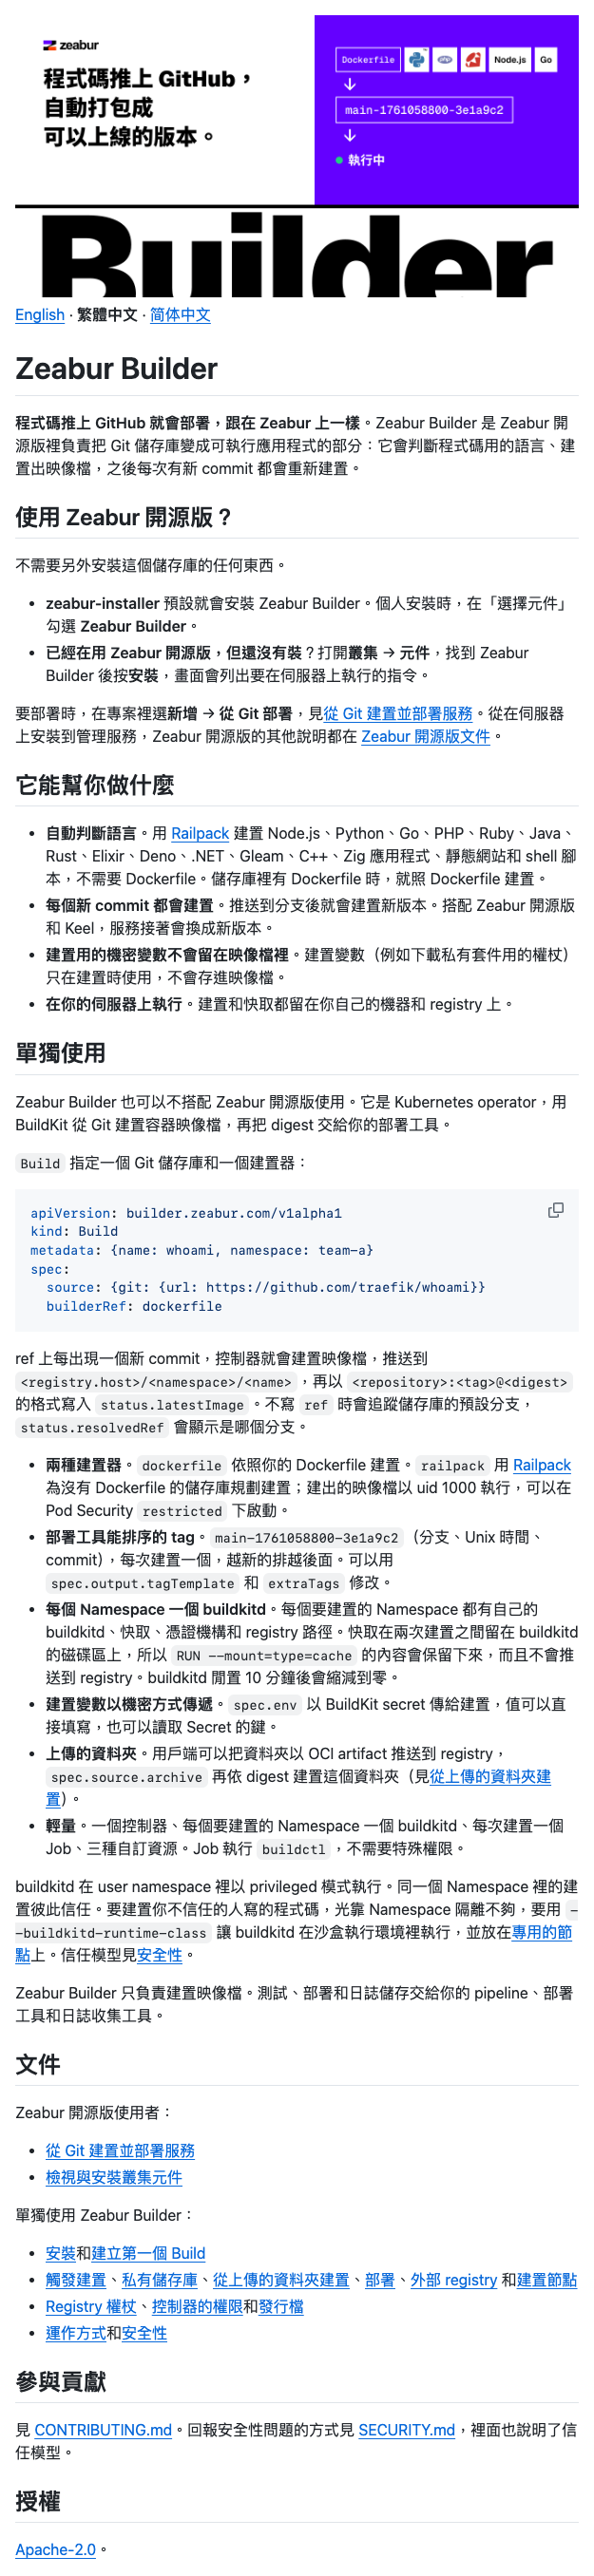 zeabur
程式碼推上 GitHub，
自動打包成
可以上線的版本。
Dockerfile
php
Node.js
Go
main-1761058800-3e1a9c2
執行中
Builder
English · 繁體中文 · 简体中文
Zeabur Builder
程式碼推上 GitHub 就會部署，跟在 Zeabur 上一樣。Zeabur Builder 是 Zeabur 開
源版裡負責把 Git 儲存庫變成可執行應用程式的部分：它會判斷程式碼用的語言、建
置出映像檔，之後每次有新 commit 都會重新建置。
使用 Zeabur 開源版？
不需要另外安裝這個儲存庫的任何東西。
• zeabur-installer 預設就會安裝 Zeabur Builder。個人安裝時，在「選擇元件」
勾選 Zeabur Builder。
• 已經在用 Zeabur 開源版，但還沒有裝？打開叢集 → 元件，找到 Zeabur
Builder 後按安裝，畫面會列出要在伺服器上執行的指令。
要部署時，在專案裡選新增 → 從 Git 部署，見從 Git 建置並部署服務。從在伺服器
上安裝到管理服務，Zeabur 開源版的其他說明都在 Zeabur 開源版文件。
它能幫你做什麼
• 自動判斷語言。用 Railpack 建置 Node.js、Python、Go、PHP、Ruby、Java、
Rust、Elixir、Deno、.NET、Gleam、C++、Zig 應用程式、靜態網站和 shell 腳
本，不需要 Dockerfile。儲存庫裡有 Dockerfile 時，就照 Dockerfile 建置。
• 每個新 commit 都會建置。推送到分支後就會建置新版本。搭配 Zeabur 開源版
和 Keel，服務接著會換成新版本。
• 建置用的機密變數不會留在映像檔裡。建置變數（例如下載私有套件用的權杖）
只在建置時使用，不會存進映像檔。
• 在你的伺服器上執行。建置和快取都留在你自己的機器和 registry 上。
單獨使用
Zeabur Builder 也可以不搭配 Zeabur 開源版使用。它是 Kubernetes operator，用
BuildKit 從 Git 建置容器映像檔，再把 digest 交給你的部署工具。
Build 指定一個 Git 儲存庫和一個建置器：
apiVersion: builder.zeabur.com/v1alpha1
kind: Build
metadata: {name: whoami, namespace: team-a}
spec:
  source: {git: {url: https://github.com/traefik/whoami}}
  builderRef: dockerfile
ref 上每出現一個新 commit，控制器就會建置映像檔，推送到
<registry.host>/<namespace>/<name>，再以 <repository>:<tag>@<digest>
的格式寫入 status.latestImage。不寫 ref 時會追蹤儲存庫的預設分支，
status.resolvedRef 會顯示是哪個分支。
• 兩種建置器。dockerfile 依照你的 Dockerfile 建置。railpack 用 Railpack
為沒有 Dockerfile 的儲存庫規劃建置；建出的映像檔以 uid 1000 執行，可以在
Pod Security restricted 下啟動。
• 部署工具能排序的 tag。main-1761058800-3e1a9c2（分支、Unix 時間、
commit），每次建置一個，越新的排越後面。可以用
spec.output.tagTemplate 和 extraTags 修改。
• 每個 Namespace 一個 buildkitd。每個要建置的 Namespace 都有自己的
buildkitd、快取、憑證機構和 registry 路徑。快取在兩次建置之間留在 buildkitd
的磁碟區上，所以 RUN --mount=type=cache 的內容會保留下來，而且不會推
送到 registry。buildkitd 閒置 10 分鐘後會縮減到零。
• 建置變數以機密方式傳遞。spec.env 以 BuildKit secret 傳給建置，值可以直
接填寫，也可以讀取 Secret 的鍵。
• 上傳的資料夾。用戶端可以把資料夾以 OCI artifact 推送到 registry，
spec.source.archive 再依 digest 建置這個資料夾（見從上傳的資料夾建
置）。
• 輕量。一個控制器、每個要建置的 Namespace 一個 buildkitd、每次建置一個
Job、三種自訂資源。Job 執行 buildctl，不需要特殊權限。
buildkitd 在 user namespace 裡以 privileged 模式執行。同一個 Namespace 裡的建
置彼此信任。要建置你不信任的人寫的程式碼，光靠 Namespace 隔離不夠，要用 -
-buildkitd-runtime-class 讓 buildkitd 在沙盒執行環境裡執行，並放在專用的節
點上。信任模型見安全性。
Zeabur Builder 只負責建置映像檔。測試、部署和日誌儲存交給你的 pipeline、部署
工具和日誌收集工具。
文件
Zeabur 開源版使用者：
• 從 Git 建置並部署服務
• 檢視與安裝叢集元件
單獨使用 Zeabur Builder：
• 安裝和建立第一個 Build
• 觸發建置、私有儲存庫、從上傳的資料夾建置、部署、外部 registry 和建置節點
• Registry 權杖、控制器的權限和發行檔
• 運作方式和安全性
參與貢獻
見 CONTRIBUTING.md。回報安全性問題的方式見 SECURITY.md，裡面也說明了信
任模型。
授權
Apache-2.0。